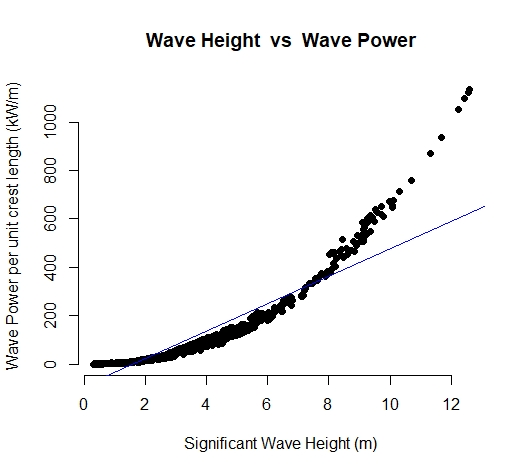 Wave Height vs Wave Power
Wave Power per unit crest length (kW/m)
1000
800
600
400
200
0
0 2 4 6 8 10 12
Significant Wave Height (m)